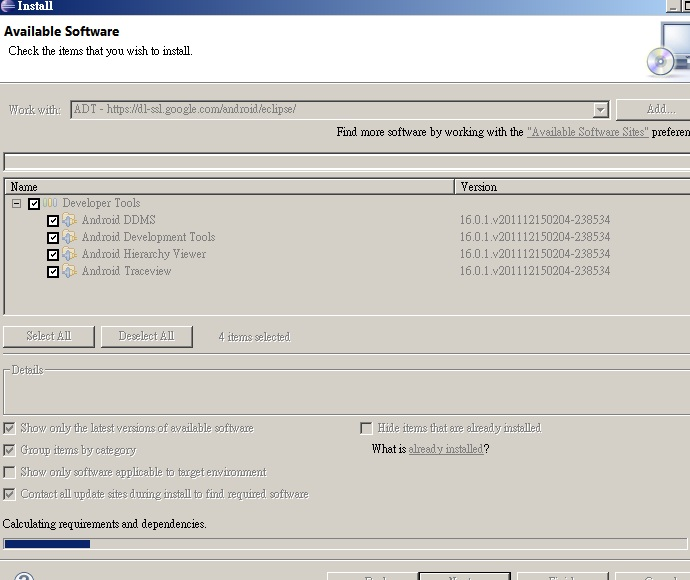 Install
Available Software
Check the items that you wish to install.
Work with: ADT - https://dl-ssl.google.com/android/eclipse/ Add...
Find more software by working with the "Available Software Sites" preferen
Name Version
Developer Tools
Android DDMS 16.0.1.v201112150204-238534
Android Development Tools 16.0.1.v201112150204-238534
Android Hierarchy Viewer 16.0.1.v201112150204-238534
Android Traceview 16.0.1.v201112150204-238534
Select All Deselect All 4 items selected
Details
Show only the latest versions of available software Hide items that are already installed
Group items by category What is already installed?
Show only software applicable to target environment
Contact all update sites during install to find required software
Calculating requirements and dependencies.